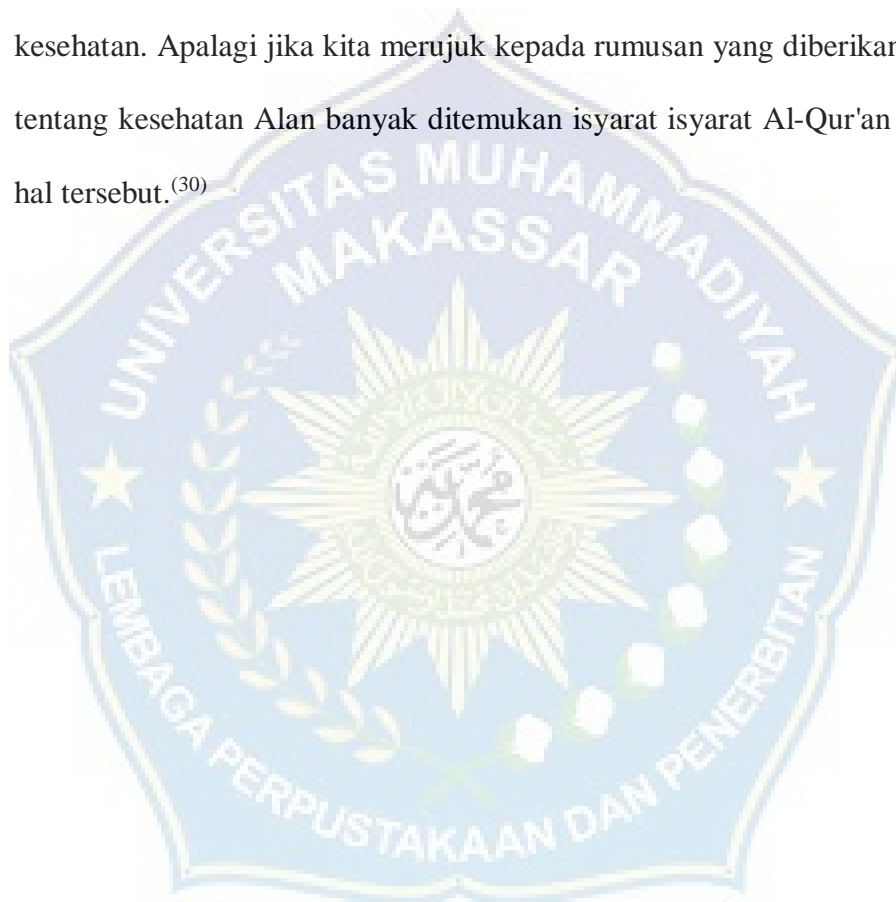 kesehatan. Apalagi jika kita merujuk kepada rumusan yang diberikan
tentang kesehatan Alan banyak ditemukan isyarat isyarat Al-Qur'an
hal tersebut.(30)
UNIVERSITAS MUHAMMADIYAH
MAKASSAR
محمد
LEMBAGA PERPUSTAKAAN DAN PENERBITAN